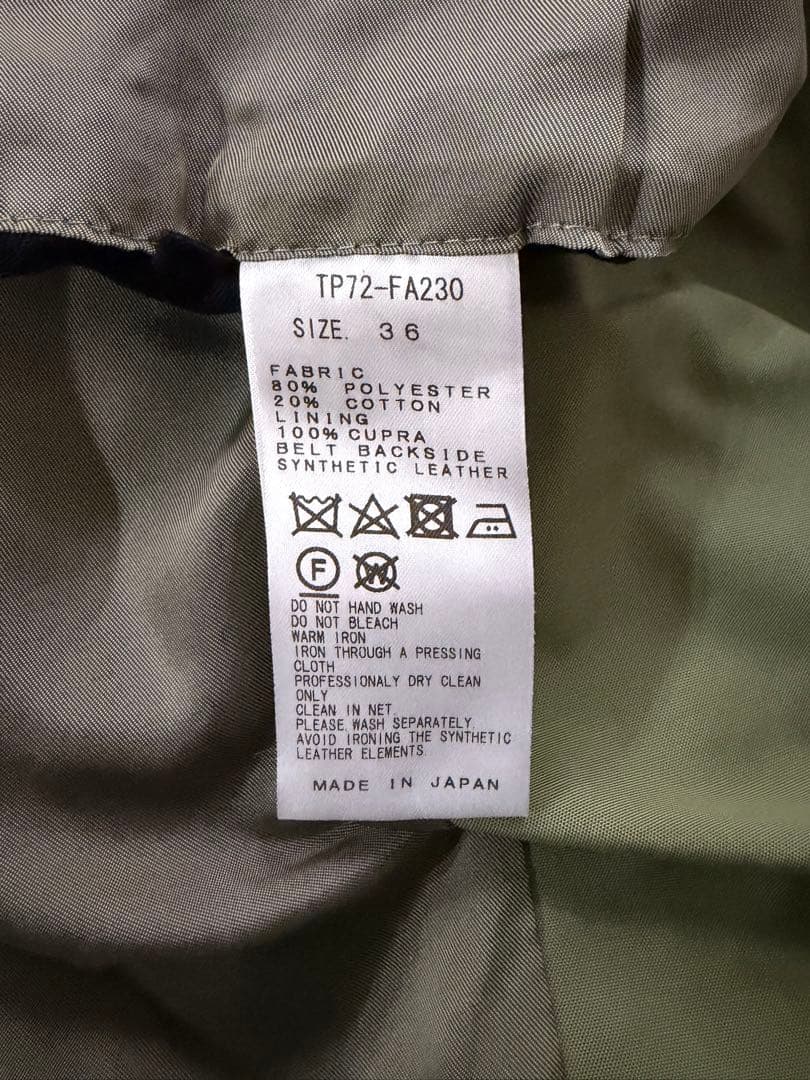 TP72-FA230
SIZE. 36
FABRIC
80% POLYESTER
20% COTTON
LINING
100% CUPRA
BELT BACKSIDE
SYNTHETIC LEATHER
F W
DO NOT HAND WASH
DO NOT BLEACH
WARM IRON
IRON THROUGH A PRESSING
CLOTH
PROFESSIONALY DRY CLEAN
ONLY
CLEAN IN NET.
PLEASE WASH SEPARATELY.
AVOID IRONING THE SYNTHETIC
LEATHER ELEMENTS.
MADE IN JAPAN